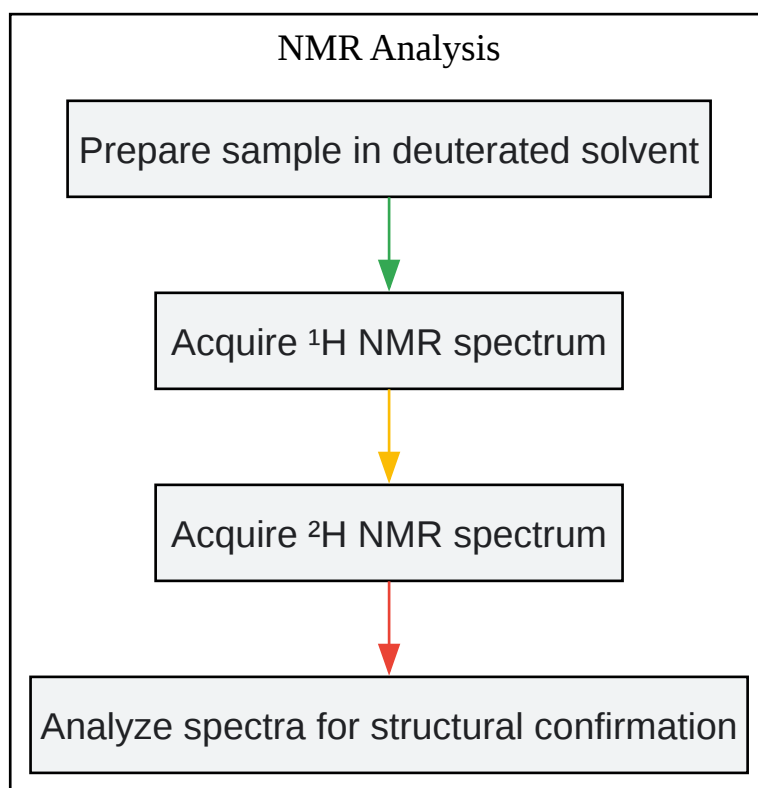 NMR Analysis
Prepare sample in deuterated solvent
Acquire ¹H NMR spectrum
Acquire ²H NMR spectrum
Analyze spectra for structural confirmation